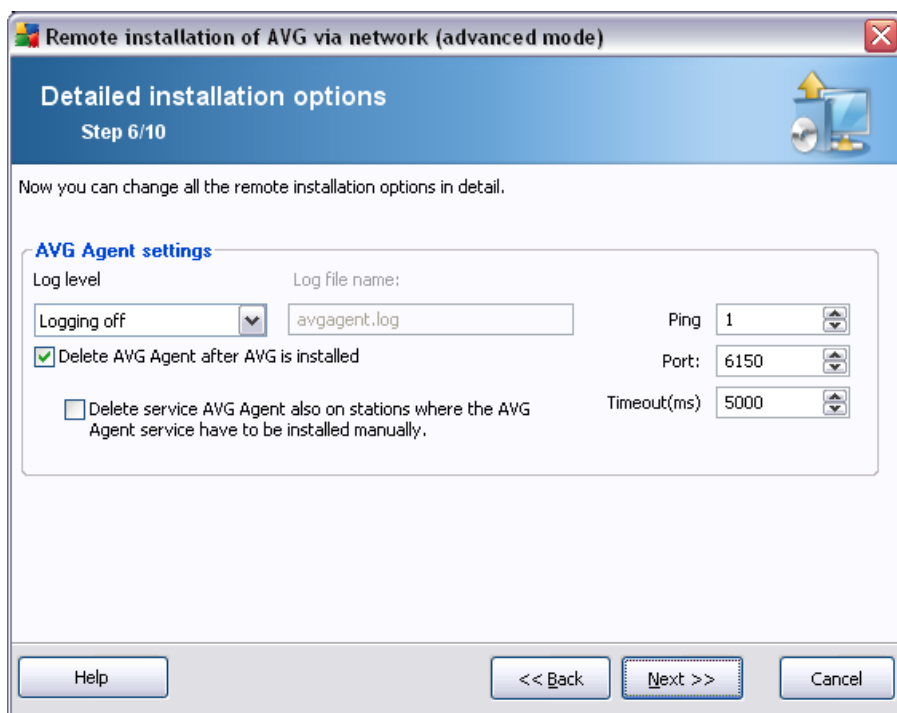 Remote installation of AVG via network (advanced mode)
Detailed installation options
Step 6/10
Now you can change all the remote installation options in detail.
AVG Agent settings
Log level
Log file name:
Logging off
avgagent.log
Ping
1
Delete AVG Agent after AVG is installed
Port:
6150
Delete service AVG Agent also on stations where the AVG
Agent service have to be installed manually.
Timeout(ms)
5000
Help
<< Back
Next >>
Cancel